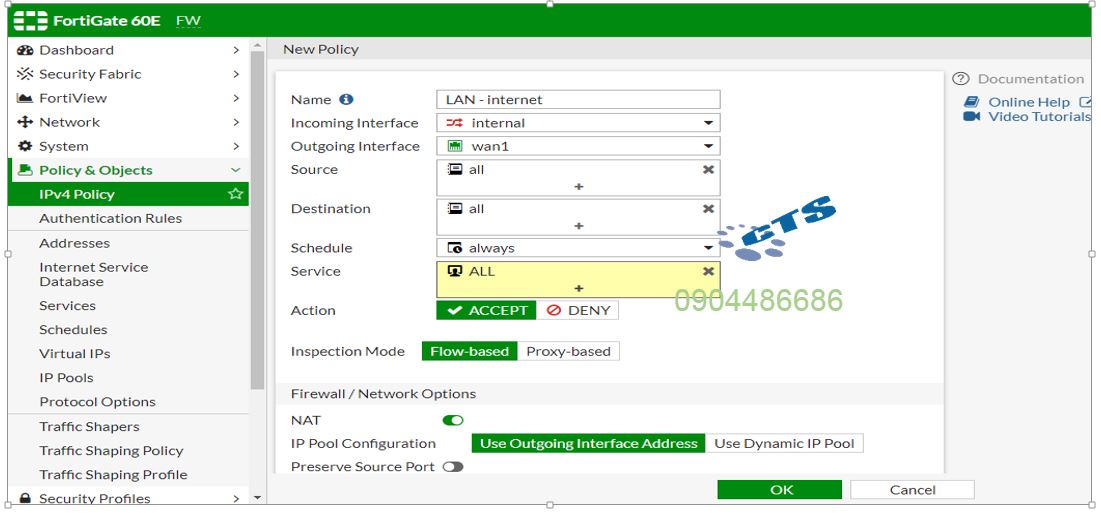 FortiGate 60E FW
Dashboard
Security Fabric
FortiView
Network
System
Policy & Objects
IPv4 Policy
Authentication Rules
Addresses
Internet Service
Database
Services
Schedules
Virtual IPs
IP Pools
Protocol Options
Traffic Shapers
Traffic Shaping Policy
Traffic Shaping Profile
Security Profiles
New Policy
Name LAN - internet
Incoming Interface internal
Outgoing Interface wan1
Source all
+
Destination all
+
Schedule always
Service ALL
+
Action ACCEPT DENY
Inspection Mode Flow-based Proxy-based
Firewall / Network Options
NAT
IP Pool Configuration Use Outgoing Interface Address Use Dynamic IP Pool
Preserve Source Port
OK Cancel
Documentation
Online Help
Video Tutorials
CTS
0904486686